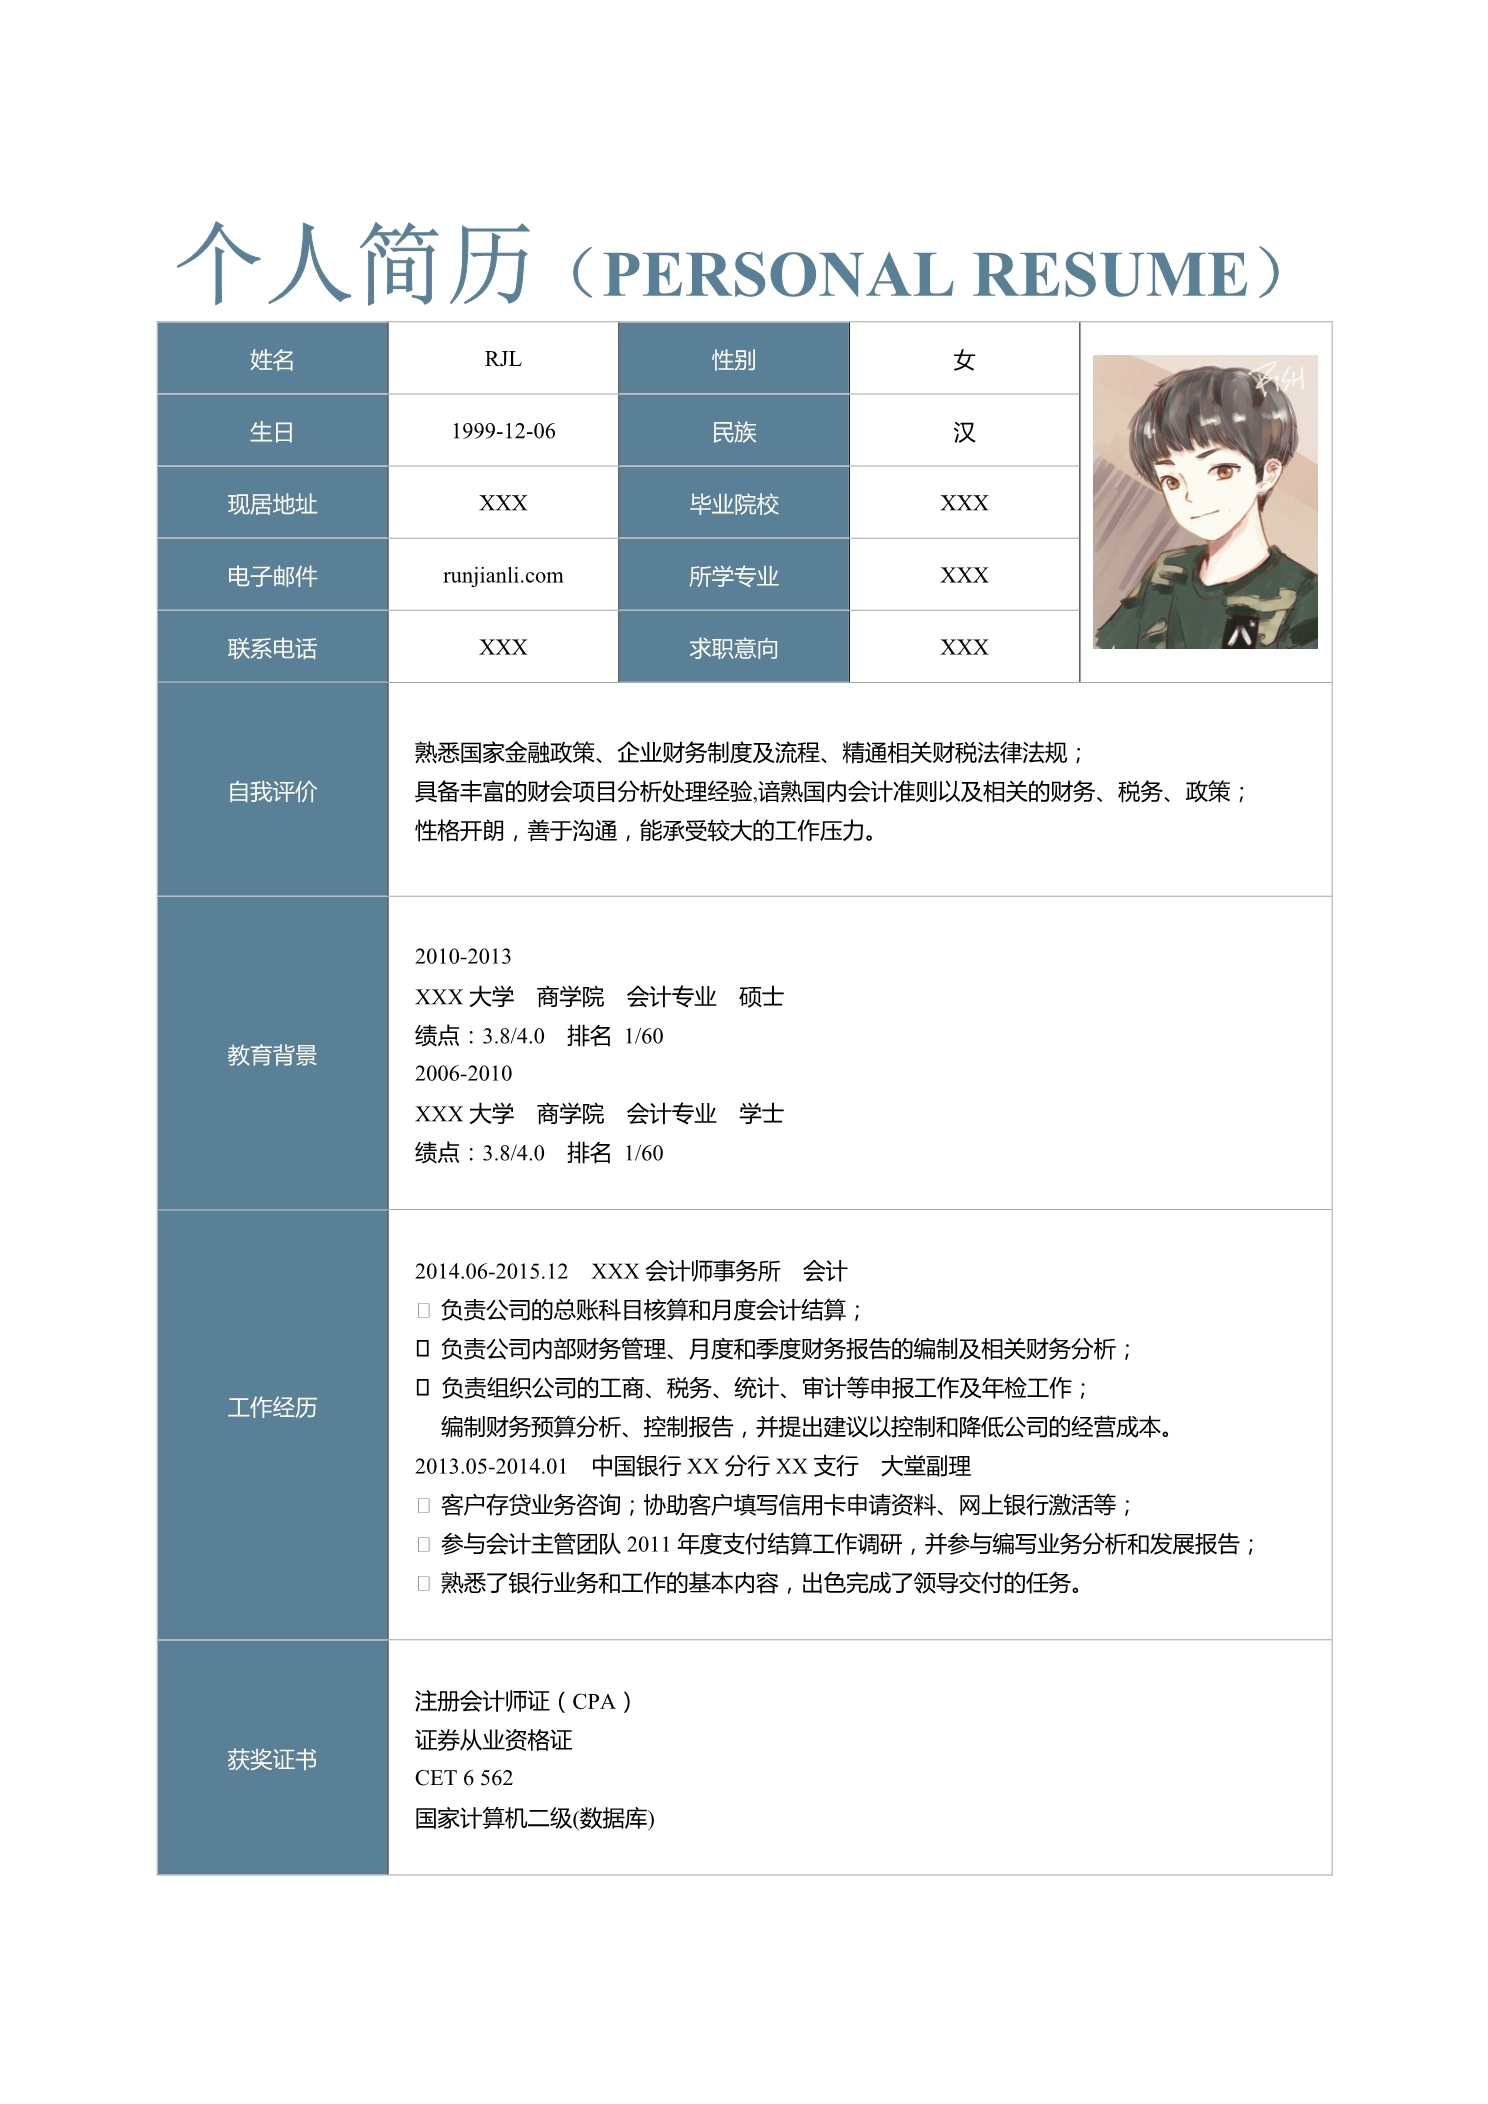 个人简历（PERSONAL RESUME）
姓名 RJL 性别 女
生日 1999-12-06 民族 汉
现居地址 XXX 毕业院校 XXX
电子邮件 runjianli.com 所学专业 XXX
联系电话 XXX 求职意向 XXX
自我评价
熟悉国家金融政策、企业财务制度及流程、精通相关财税法律法规；
具备丰富的财会项目分析处理经验,谙熟国内会计准则以及相关的财务、税务、政策；
性格开朗，善于沟通，能承受较大的工作压力。
教育背景
2010-2013
XXX 大学　商学院　会计专业　硕士
绩点：3.8/4.0　排名 1/60
2006-2010
XXX 大学　商学院　会计专业　学士
绩点：3.8/4.0　排名 1/60
工作经历
2014.06-2015.12　XXX 会计师事务所　会计
负责公司的总账科目核算和月度会计结算；
负责公司内部财务管理、月度和季度财务报告的编制及相关财务分析；
负责组织公司的工商、税务、统计、审计等申报工作及年检工作；
编制财务预算分析、控制报告，并提出建议以控制和降低公司的经营成本。
2013.05-2014.01　中国银行 XX 分行 XX 支行　大堂副理
客户存贷业务咨询；协助客户填写信用卡申请资料、网上银行激活等；
参与会计主管团队 2011 年度支付结算工作调研，并参与编写业务分析和发展报告；
熟悉了银行业务和工作的基本内容，出色完成了领导交付的任务。
获奖证书
注册会计师证（CPA）
证券从业资格证
CET 6 562
国家计算机二级(数据库)